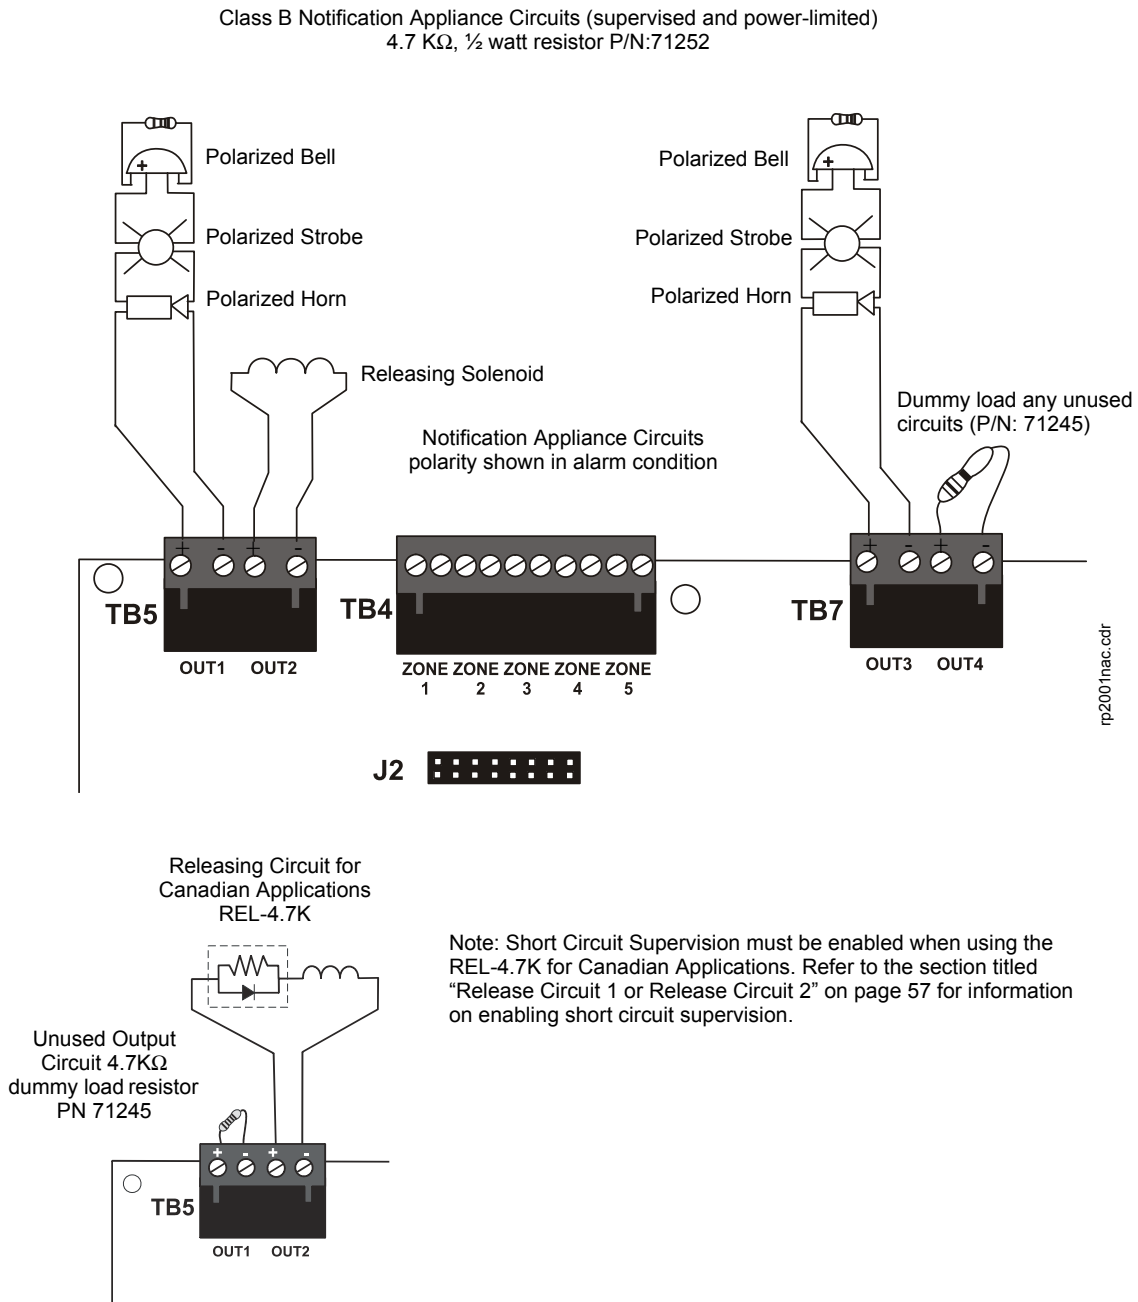 Class B Notification Appliance Circuits (supervised and power-limited)
4.7 KΩ, ½ watt resistor P/N:71252
+
Polarized Bell
Polarized Strobe
Polarized Horn
Releasing Solenoid
Notification Appliance Circuits
polarity shown in alarm condition
+
Polarized Bell
Polarized Strobe
Polarized Horn
Dummy load any unused
circuits (P/N: 71245)
+ - + -
TB5
OUT1 OUT2
TB4
ZONE ZONE ZONE ZONE ZONE
1 2 3 4 5
+ - + -
TB7
OUT3 OUT4
rp2001nac.cdr
J2
Releasing Circuit for
Canadian Applications
REL-4.7K
Note: Short Circuit Supervision must be enabled when using the
REL-4.7K for Canadian Applications. Refer to the section titled
“Release Circuit 1 or Release Circuit 2” on page 57 for information
on enabling short circuit supervision.
Unused Output
Circuit 4.7KΩ
dummy load resistor
PN 71245
+ - + -
TB5
OUT1 OUT2